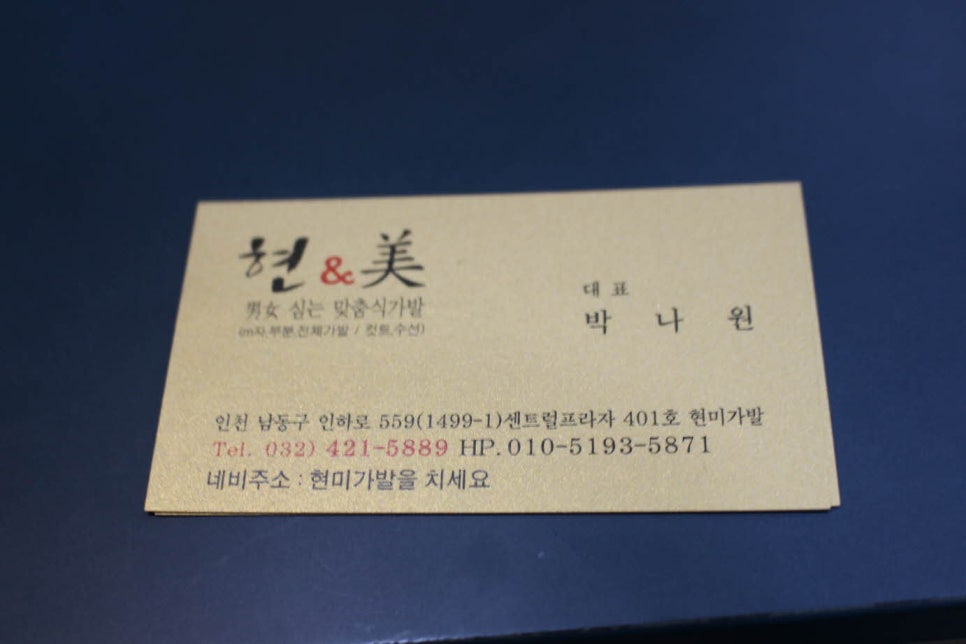 현&美
男女 심는 맞춤식가발
(m자,부분,전체가발 / 컷트,수선)
대표
박 나 원
인천 남동구 인하로 559(1499-1)센트럴프라자 401호 현미가발
Tel. 032) 421-5889 HP. 010-5193-5871
네비주소 : 현미가발을 치세요